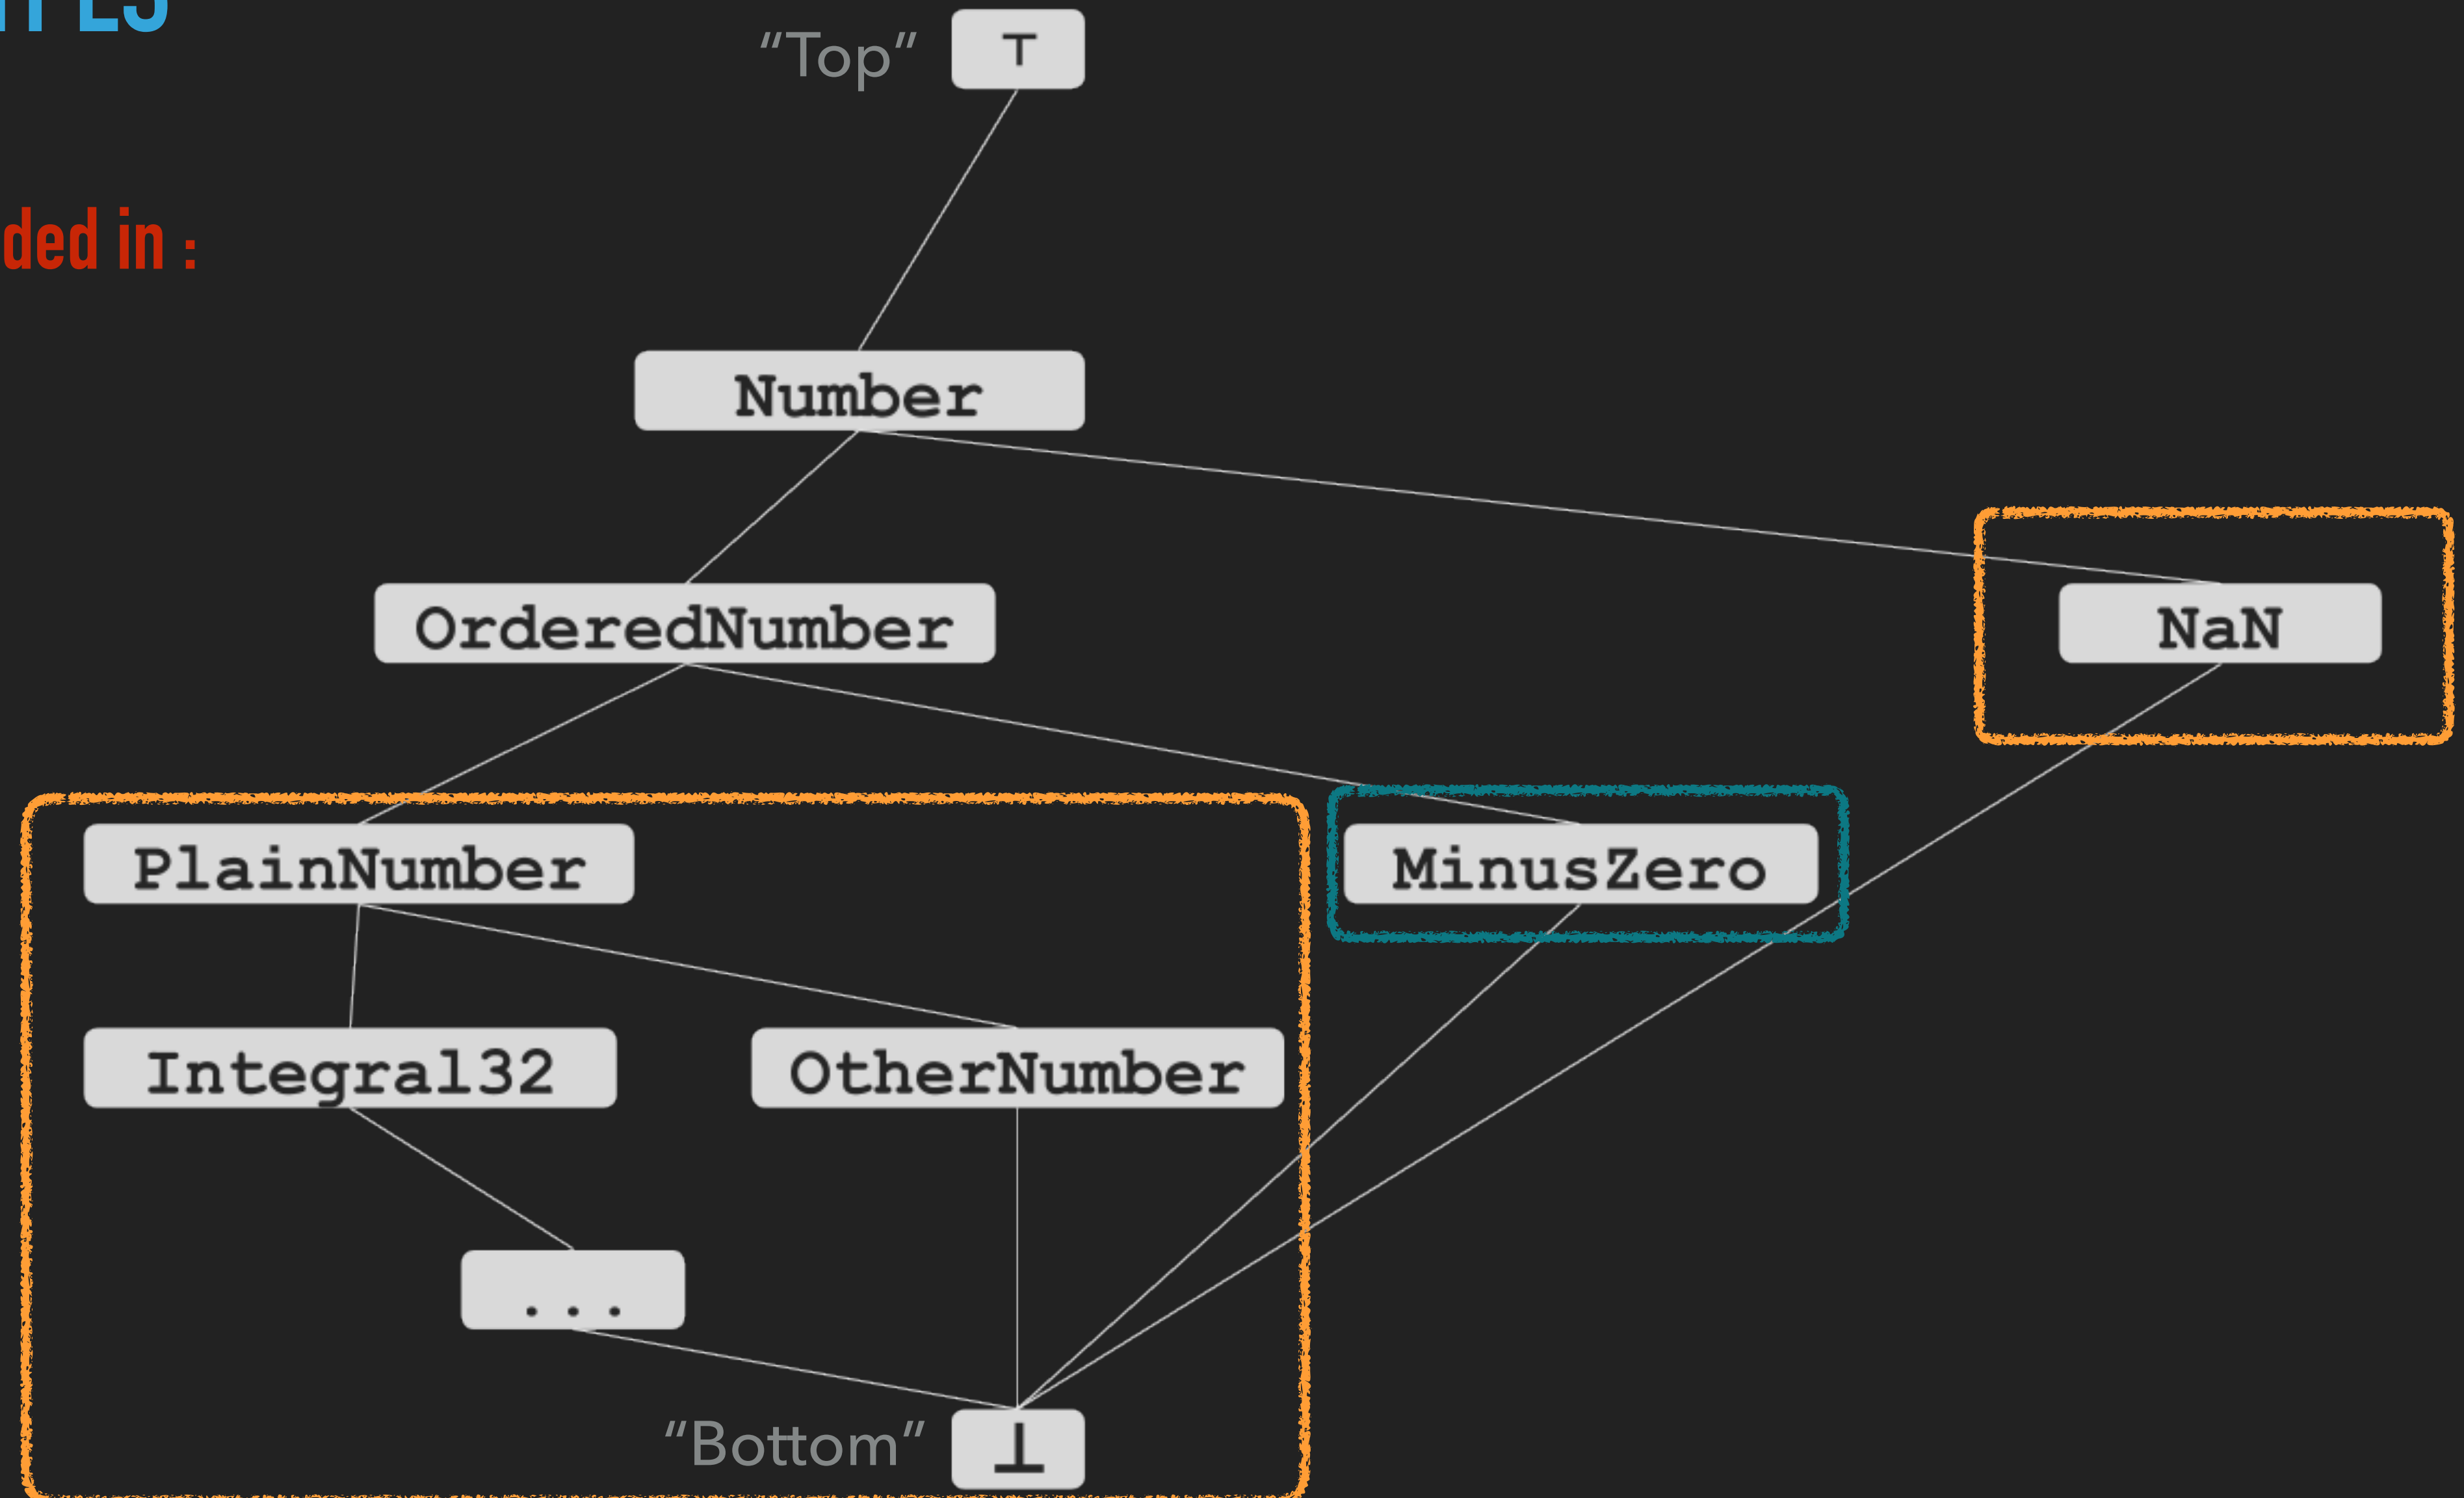 "Top"
⊤
ded in :
Number
OrderedNumber
NaN
PlainNumber
MinusZero
Integral32
OtherNumber
...
"Bottom"
⊥